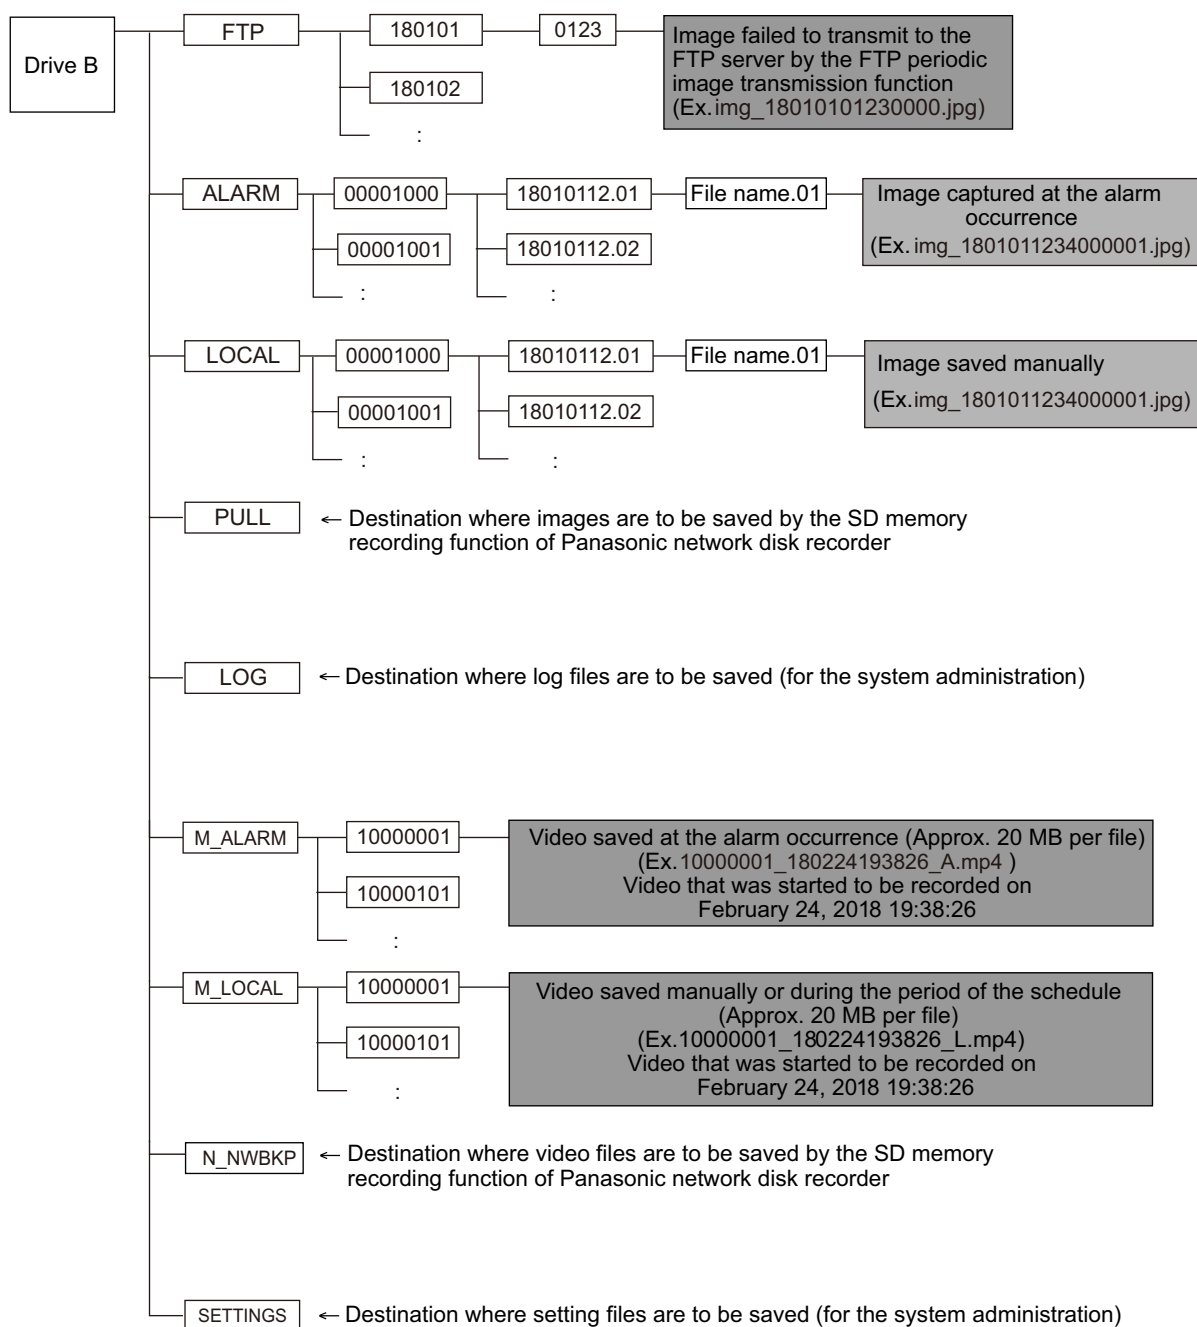 Drive B
FTP
180101
0123
Image failed to transmit to the
FTP server by the FTP periodic
image transmission function
(Ex.img_18010101230000.jpg)
180102
:
ALARM
00001000
18010112.01
File name.01
Image captured at the alarm
occurrence
(Ex.img_1801011234000001.jpg)
00001001
18010112.02
:
:
LOCAL
00001000
18010112.01
File name.01
Image saved manually
(Ex.img_1801011234000001.jpg)
00001001
18010112.02
:
:
PULL
← Destination where images are to be saved by the SD memory
recording function of Panasonic network disk recorder
LOG
← Destination where log files are to be saved (for the system administration)
M_ALARM
10000001
Video saved at the alarm occurrence (Approx. 20 MB per file)
(Ex.10000001_180224193826_A.mp4 )
Video that was started to be recorded on
February 24, 2018 19:38:26
10000101
:
M_LOCAL
10000001
Video saved manually or during the period of the schedule
(Approx. 20 MB per file)
(Ex.10000001_180224193826_L.mp4)
Video that was started to be recorded on
February 24, 2018 19:38:26
10000101
:
N_NWBKP
← Destination where video files are to be saved by the SD memory
recording function of Panasonic network disk recorder
SETTINGS
← Destination where setting files are to be saved (for the system administration)